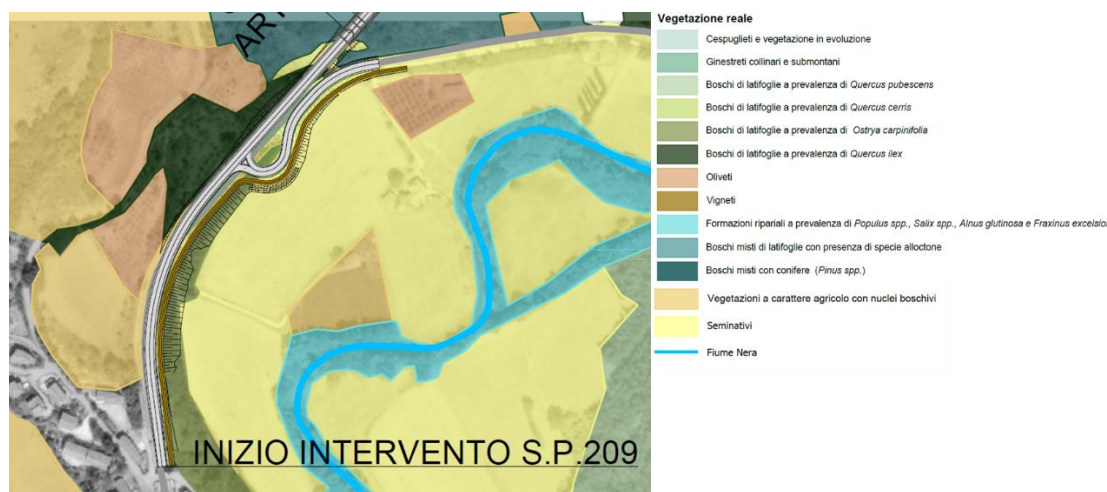 ART
INIZIO INTERVENTO S.P.209
Vegetazione reale
Cespuglieti e vegetazione in evoluzione
Ginestreti collinari e submontani
Boschi di latifoglie a prevalenza di Quercus pubescens
Boschi di latifoglie a prevalenza di Quercus cerris
Boschi di latifoglie a prevalenza di Ostrya carpinifolia
Boschi di latifoglie a prevalenza di Quercus ilex
Oliveti
Vigneti
Formazioni ripariali a prevalenza di Populus spp., Salix spp., Alnus glutinosa e Fraxinus excelsior
Boschi misti di latifoglie con presenza di specie alloctone
Boschi misti con conifere (Pinus spp.)
Vegetazioni a carattere agricolo con nuclei boschivi
Seminativi
Fiume Nera